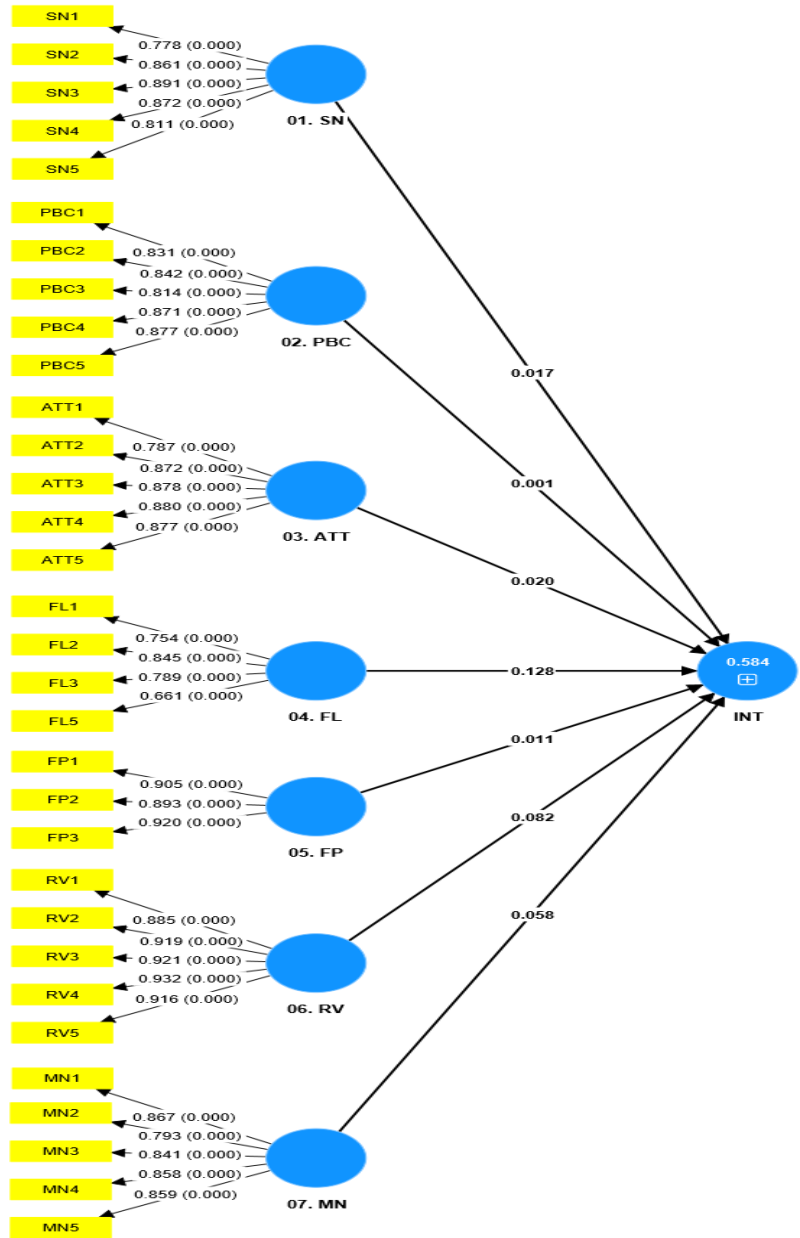 SN1
0.778 (0.000)
SN2
0.861 (0.000)
SN3
0.891 (0.000)
0.872 (0.000)
SN4
0.811 (0.000)
SN5
01. SN
PBC1
0.831 (0.000)
PBC2
0.842 (0.000)
PBC3
0.814 (0.000)
PBC4
0.871 (0.000)
0.877 (0.000)
PBC5
02. PBC
0.017
ATT1
0.787 (0.000)
ATT2
0.872 (0.000)
ATT3
0.878 (0.000)
0.880 (0.000)
ATT4
0.877 (0.000)
ATT5
03. ATT
0.001
0.020
FL1
0.754 (0.000)
FL2
0.845 (0.000)
FL3
0.789 (0.000)
0.661 (0.000)
FL5
04. FL
0.128
0.584
INT
FP1
0.905 (0.000)
FP2
0.893 (0.000)
FP3
0.920 (0.000)
05. FP
0.011
RV1
0.885 (0.000)
RV2
0.919 (0.000)
RV3
0.921 (0.000)
RV4
0.932 (0.000)
0.916 (0.000)
RV5
06. RV
0.082
MN1
0.867 (0.000)
MN2
0.793 (0.000)
MN3
0.841 (0.000)
0.858 (0.000)
MN4
0.859 (0.000)
MN5
07. MN
0.058